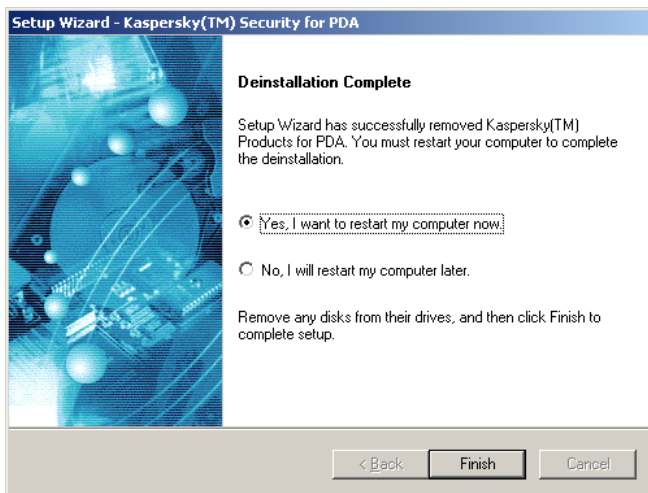 Setup Wizard - Kaspersky(TM) Security for PDA
Deinstallation Complete
Setup Wizard has successfully removed Kaspersky(TM)
Products for PDA. You must restart your computer to complete
the deinstallation.
Yes, I want to restart my computer now.
No, I will restart my computer later.
Remove any disks from their drives, and then click Finish to
complete setup.
< Back Finish Cancel